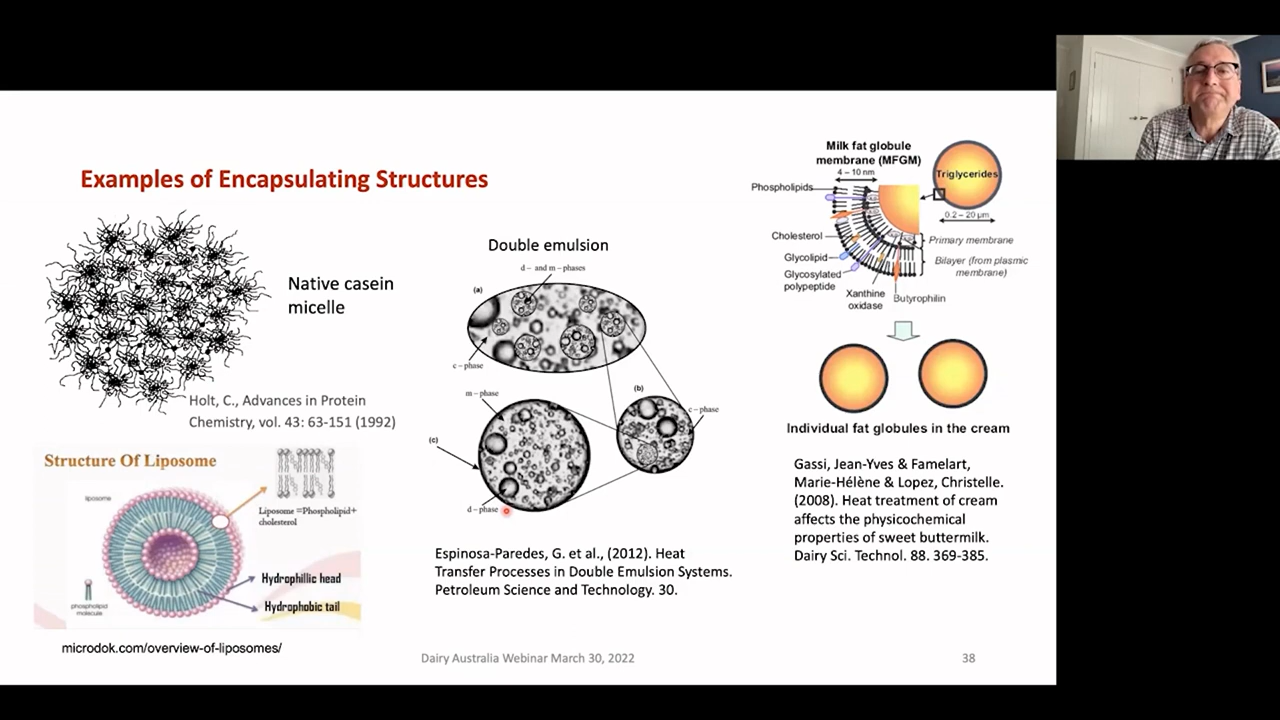 Examples of Encapsulating Structures
Native casein
micelle
Holt, C., Advances in Protein
Chemistry, vol. 43: 63-151 (1992)
Structure Of Liposome
liposome
Liposome =Phospholipid+
cholesterol
Hydrophillic head
Hydrophobic tail
phospholipid
molecule
microdok.com/overview-of-liposomes/
Double emulsion
d – and m – phases
(a)
c – phase
m – phase
(b)
c – phase
(c)
d – phase
Espinosa-Paredes, G. et al., (2012). Heat
Transfer Processes in Double Emulsion Systems.
Petroleum Science and Technology. 30.
Milk fat globule
membrane (MFGM)
4 – 10 nm
Triglycerides
Phospholipids
0.2 – 20 µm
Cholesterol
Primary membrane
Glycolipid
Bilayer (from plasmic
membrane)
Glycosylated
polypeptide
Xanthine
oxidase
Butyrophilin
Individual fat globules in the cream
Gassi, Jean-Yves & Famelart,
Marie-Hélène & Lopez, Christelle.
(2008). Heat treatment of cream
affects the physicochemical
properties of sweet buttermilk.
Dairy Sci. Technol. 88. 369-385.
Dairy Australia Webinar March 30, 2022
38